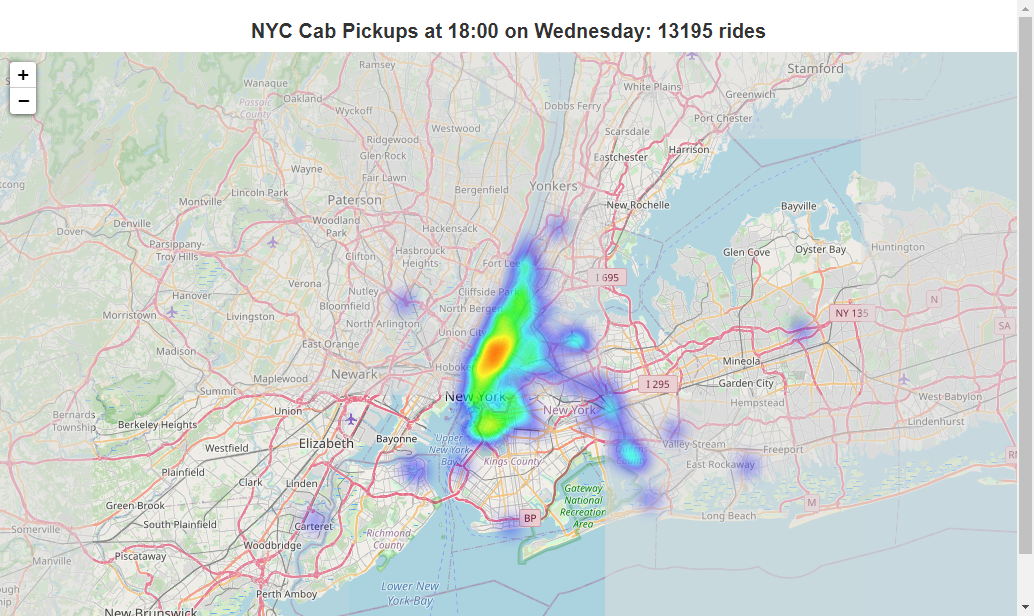 NYC Cab Pickups at 18:00 on Wednesday: 13195 rides
+
−
Ramsey
Stamford
Wanaque
White Plains
Greenwich
Oakland
Passaic
County
Wyckoff
Dobbs Ferry
Port Chester
Westwood
Scarsdale
Ridgewood
Glen Rock
Harrison
Eastchester
Wayne
Fair Lawn
Lincoln Park
Bergenfield
Yonkers
Montville
Paterson
New Rochelle
Bayville
Denville
Woodland
Park
Hackensack
Dover
Parsippany-
Troy Hills
Hasbrouck
Heights
Huntington
Clifton
Glen Cove
Oyster Bay
Fort Lee
I 695
Verona
Nutley
Cliffside Park
Hanover
Bloomfield
North Bergen
N
Morristown
Livingston
North Arlington
NY 135
Union City
SA
East Orange
Madison
Mineola
Hoboken
Newark
Maplewood
I 295
Garden City
Summit
New York
West Babylon
Hempstead
Bernards
Township
Union
New York
Berkeley Heights
Lindenhurst
Elizabeth
Bayonne
Upper
New York
Bay
Valley Stream
Westfield
Freeport
Kings County
East Rockaway
Plainfield
Clark
Linden
Gateway
National
Recreation
Area
Green Brook
M
BP
Long Beach
South Plainfield
Carteret
Somerville
Richmond
County
Woodbridge
Piscataway
Manville
Lower New
York Bay
Perth Amboy
New Brunswick